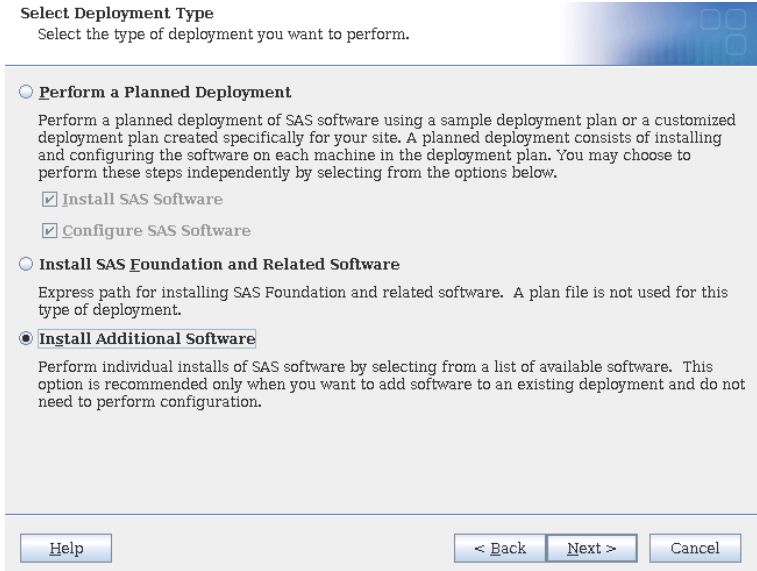 Select Deployment Type
Select the type of deployment you want to perform.
Perform a Planned Deployment
Perform a planned deployment of SAS software using a sample deployment plan or a customized
deployment plan created specifically for your site. A planned deployment consists of installing
and configuring the software on each machine in the deployment plan. You may choose to
perform these steps independently by selecting from the options below.
Install SAS Software
Configure SAS Software
Install SAS Foundation and Related Software
Express path for installing SAS Foundation and related software. A plan file is not used for this
type of deployment.
Install Additional Software
Perform individual installs of SAS software by selecting from a list of available software. This
option is recommended only when you want to add software to an existing deployment and do not
need to perform configuration.
Help
< Back
Next >
Cancel